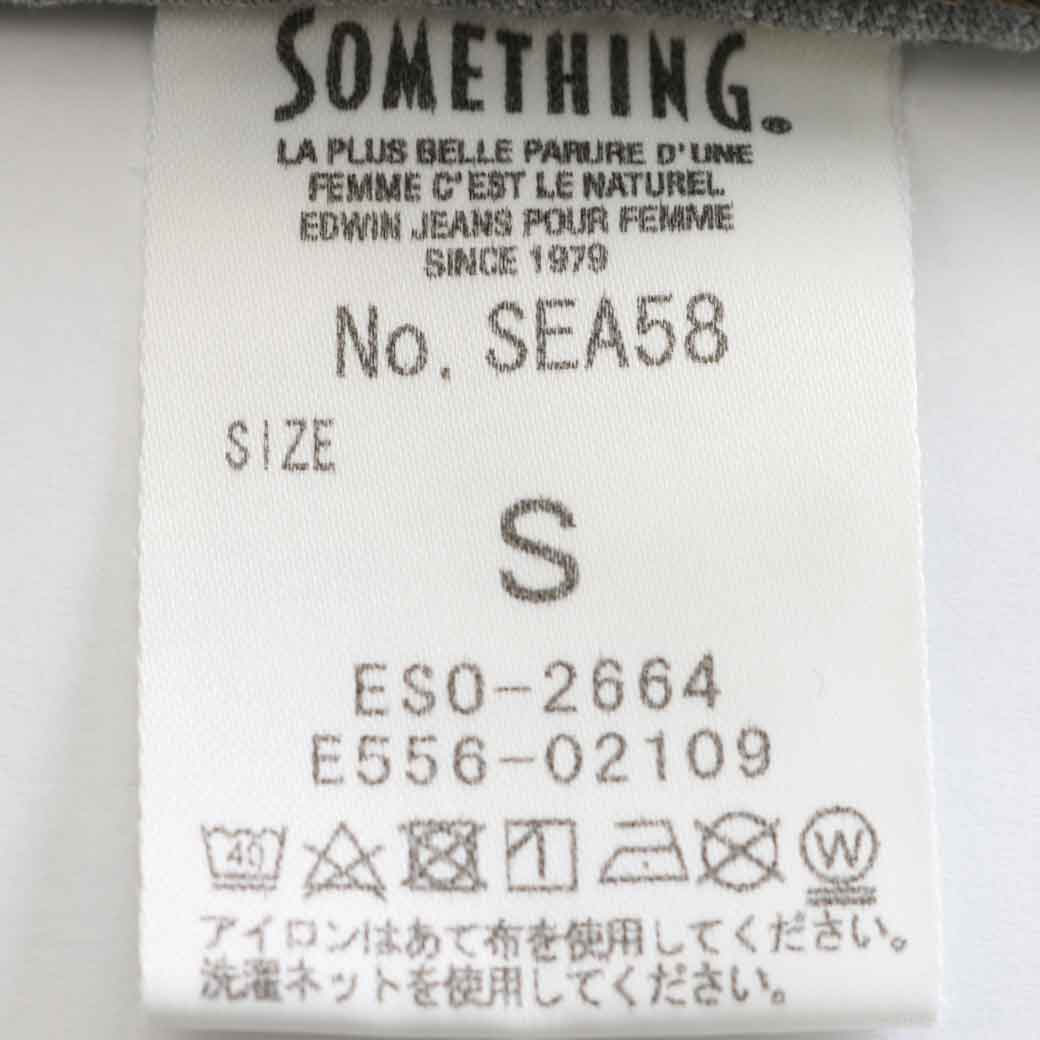 SOMETHING.®
LA PLUS BELLE PARURE D'UNE
FEMME C'EST LE NATUREL.
EDWIN JEANS POUR FEMME
SINCE 1979
No. SEA58
SIZE
S
ESO-2664
E556-02109
40 W
アイロンはあて布を使用してください。
洗濯ネットを使用してください。